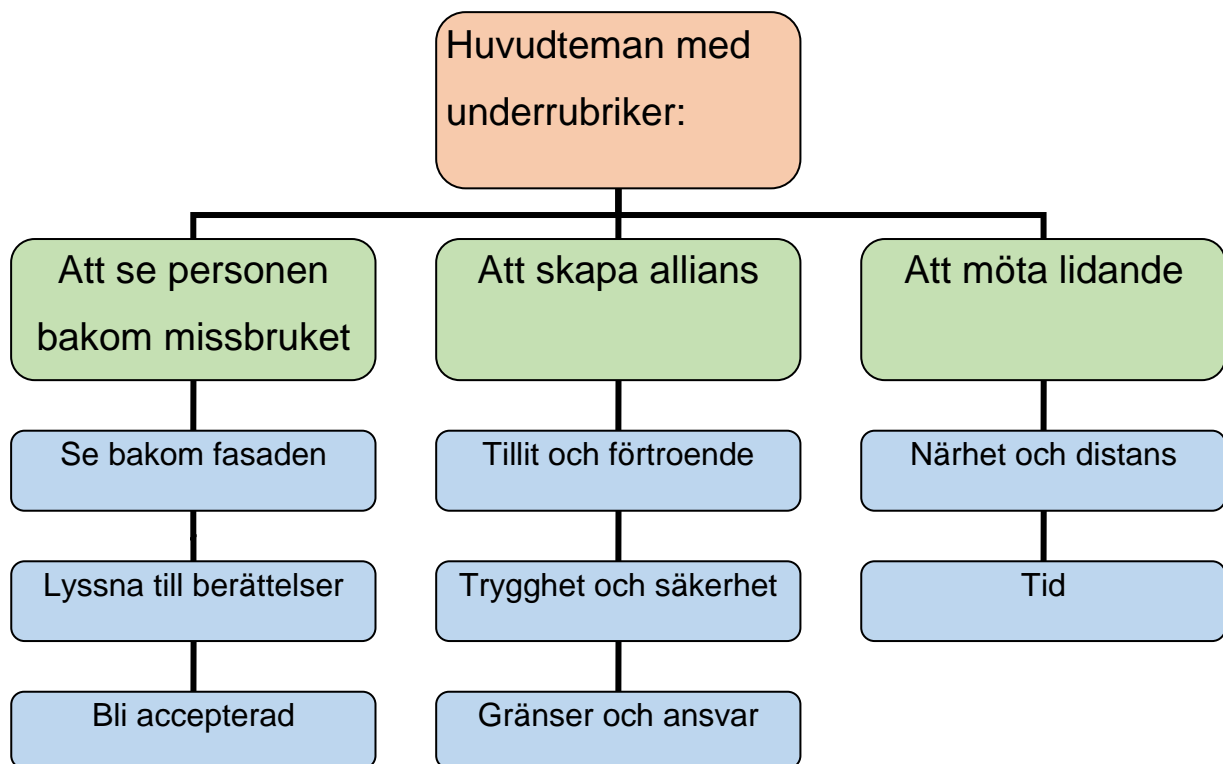 Huvudteman med
underrubriker:
Att se personen
bakom missbruket
Se bakom fasaden
Lyssna till berättelser
Bli accepterad
Att skapa allians
Tillit och förtroende
Trygghet och säkerhet
Gränser och ansvar
Att möta lidande
Närhet och distans
Tid